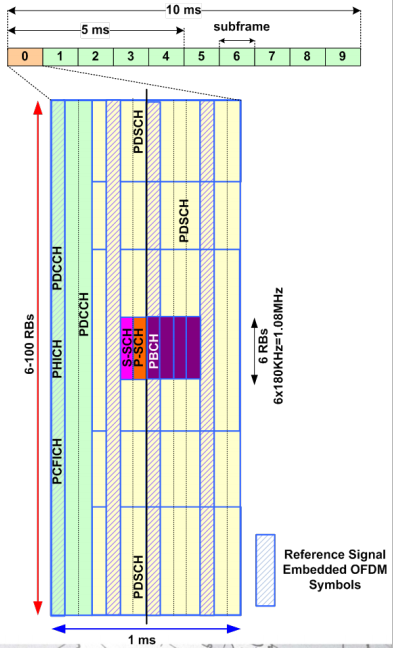 10 ms
5 ms
subframe
0 1 2 3 4 5 6 7 8 9
PDSCH
PDSCH
PDCCH
PDCCH
PHICH
PCFICH
S-SCH
P-SCH
PBCH
PDSCH
6-100 RBs
6 RBs
6x180KHz=1.08MHz
Reference Signal
Embedded OFDM
Symbols
1 ms